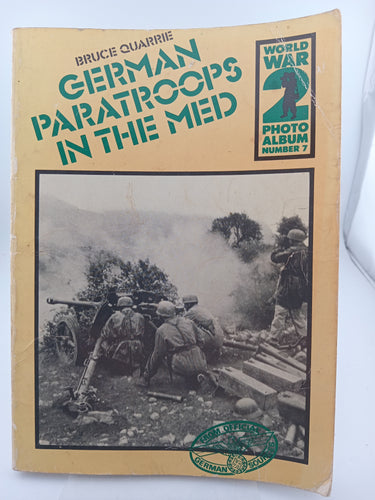 BRUCE QUARRIE
GERMAN
PARATROOPS
IN THE MED
WORLD
WAR
2
PHOTO
ALBUM
NUMBER 7
FROM OFFICIAL
GERMAN
SOURCES